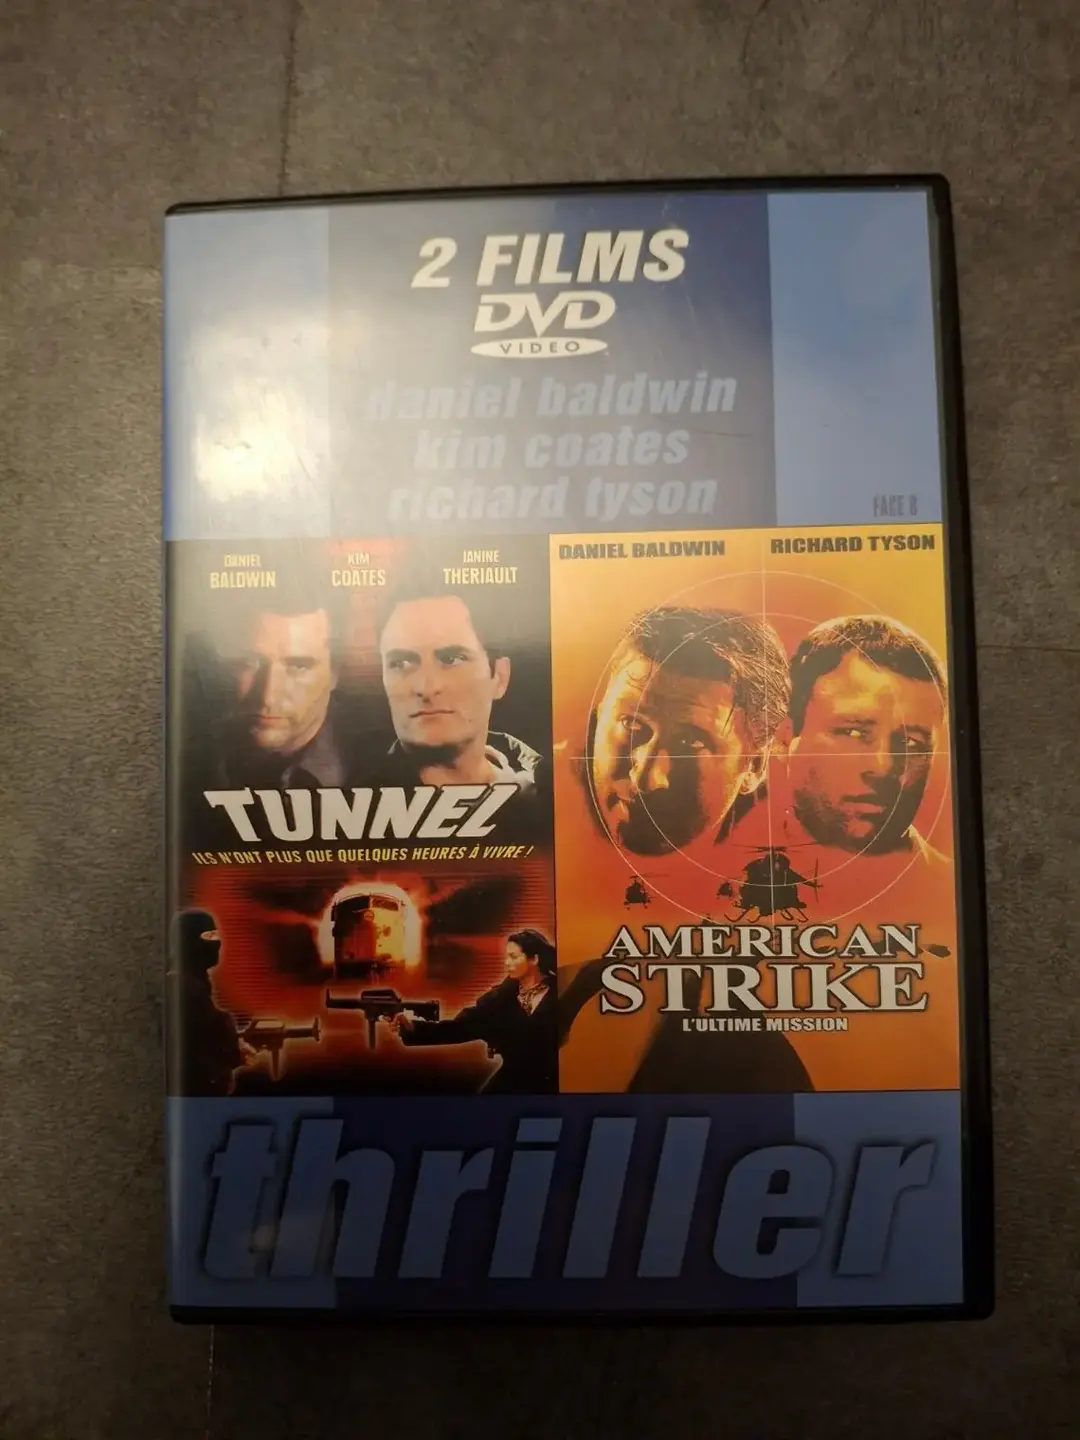 2 FILMS
DVD
VIDEO
daniel baldwin
kim coates
richard tyson
FACE B
DANIEL
BALDWIN
KIM
COATES
JANINE
THERIAULT
TUNNEL
ILS N'ONT PLUS QUE QUELQUES HEURES À VIVRE !
DANIEL BALDWIN
RICHARD TYSON
AMERICAN
STRIKE
L'ULTIME MISSION
thriller